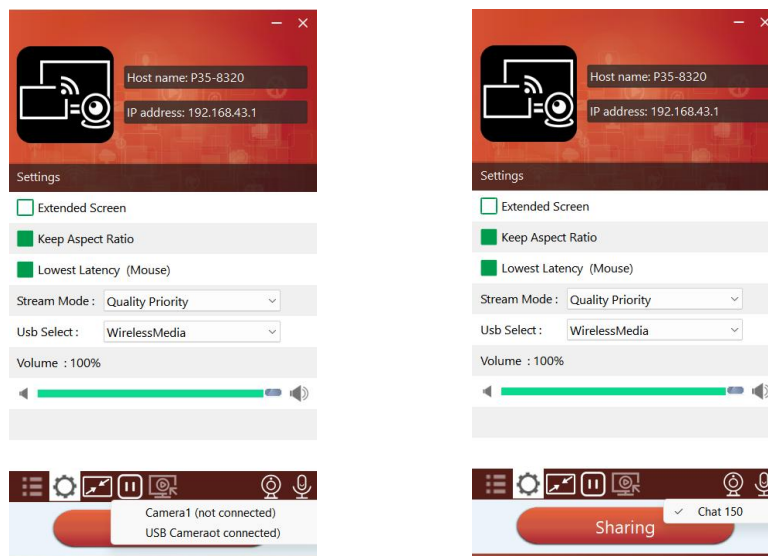 Host name: P35-8320
IP address: 192.168.43.1
Settings
Extended Screen
Keep Aspect Ratio
Lowest Latency (Mouse)
Stream Mode : Quality Priority
Usb Select : WirelessMedia
Volume : 100%
Camera1 (not connected)
USB Cameraot connected)
Host name: P35-8320
IP address: 192.168.43.1
Settings
Extended Screen
Keep Aspect Ratio
Lowest Latency (Mouse)
Stream Mode : Quality Priority
Usb Select : WirelessMedia
Volume : 100%
Chat 150
Sharing